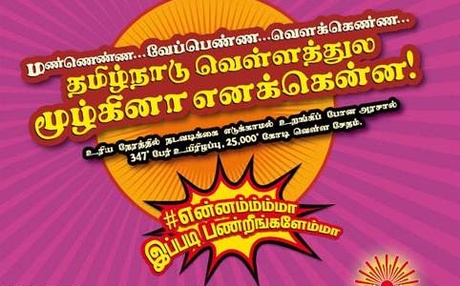 மண்ணெண்ண...வேப்பெண்ண...வெளக்கெண்ண...
தமிழ்நாடு வெள்ளத்துல
மூழ்கினா எனக்கென்ன!
உரிய நேரத்தில் நடவடிக்கை எடுக்காமல் உறங்கிப் போன அரசால்
347* பேர் உயிரிழப்பு, 25,000* கோடி வெள்ள சேதம்.
#என்னம்ம்ம்மா
இப்படி பண்றீங்களேம்மா